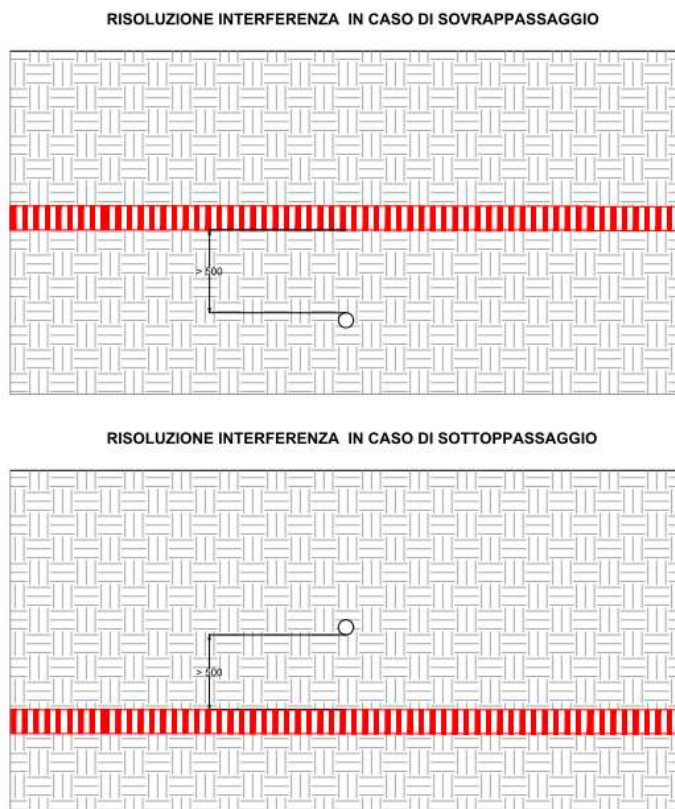 RISOLUZIONE INTERFERENZA IN CASO DI SOVRAPPASSAGGIO
> 500
RISOLUZIONE INTERFERENZA IN CASO DI SOTTOPPASSAGGIO
> 500